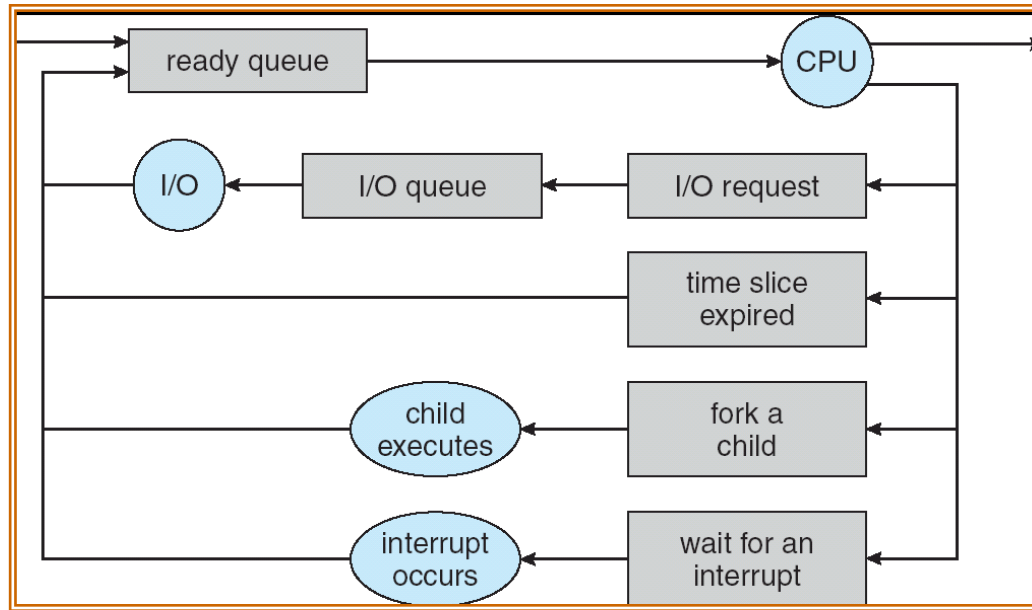 ready queue
CPU
I/O
I/O queue
I/O request
time slice
expired
child
executes
fork a
child
interrupt
occurs
wait for an
interrupt